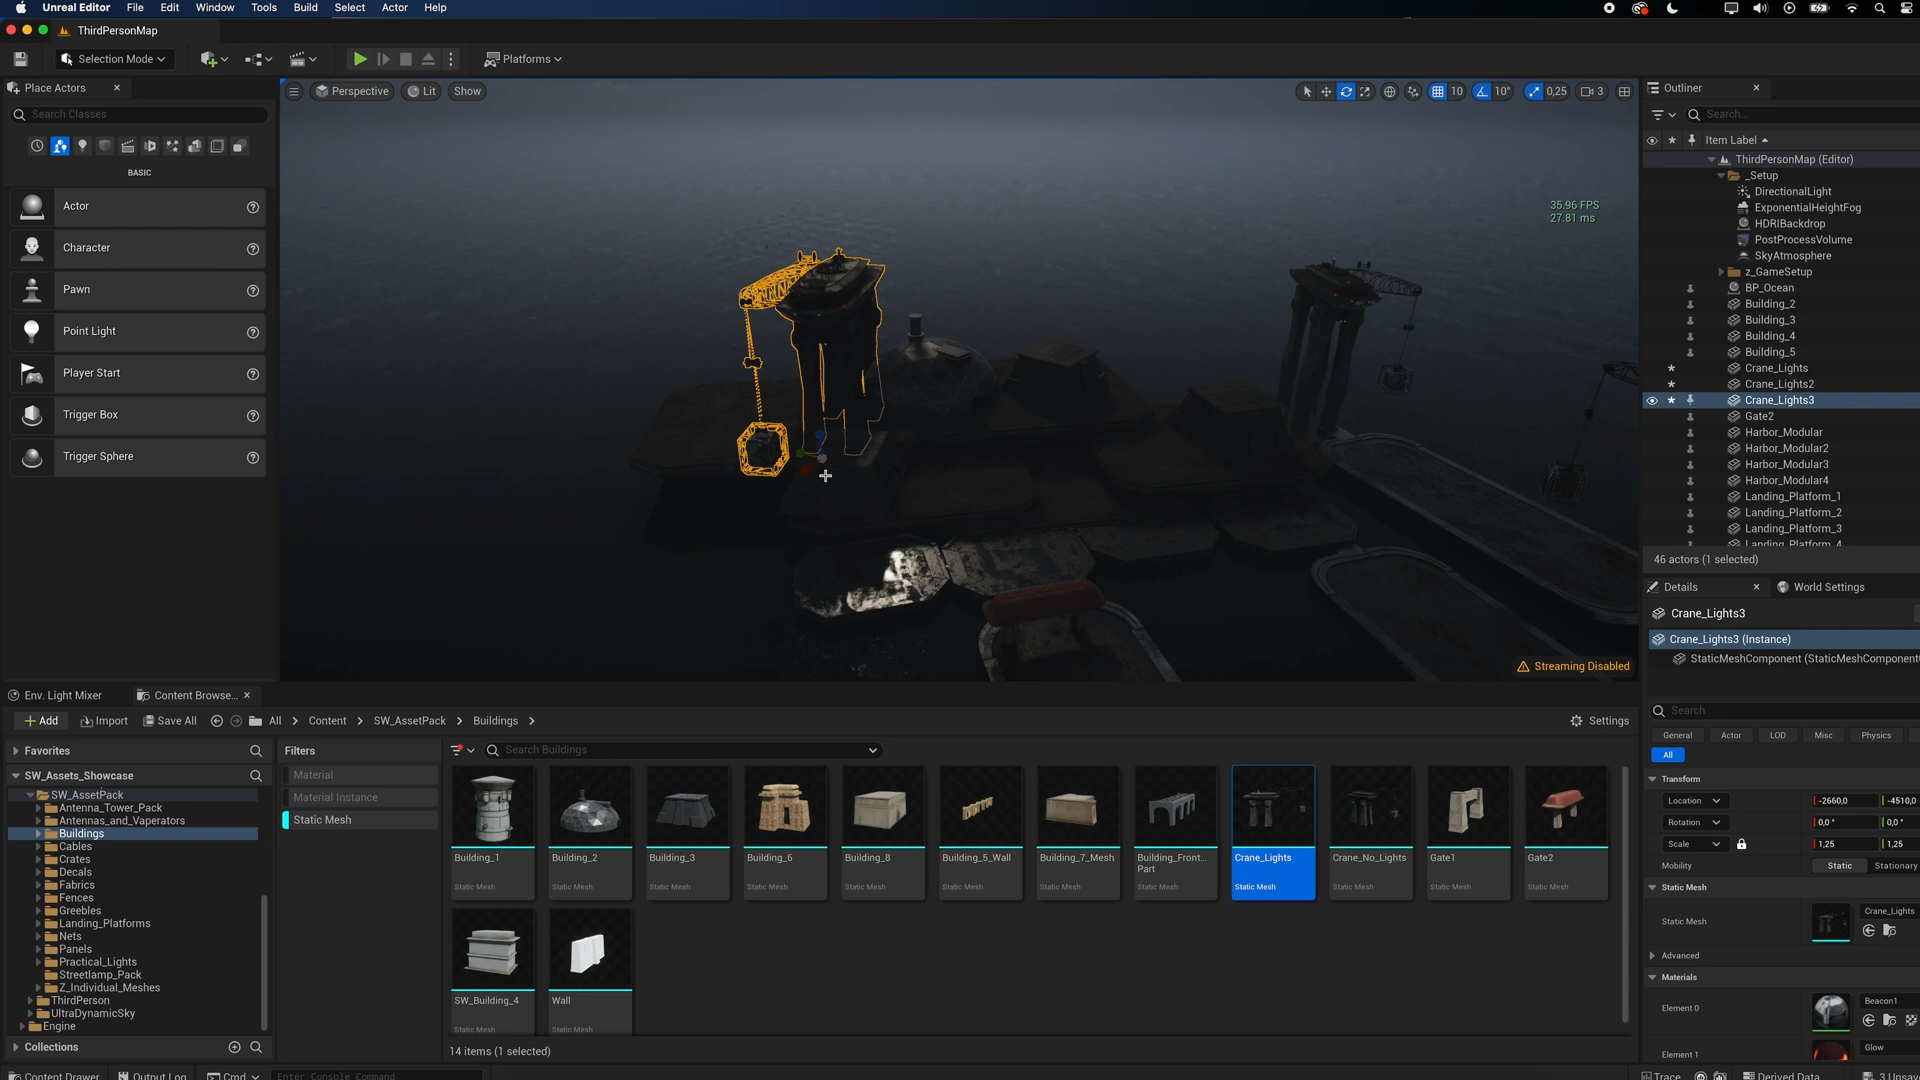 Unreal Editor File Edit Window Tools Build Select Actor Help
ThirdPersonMap
Selection Mode
Platforms
Place Actors
Search Classes
BASIC
Actor
Character
Pawn
Point Light
Player Start
Trigger Box
Trigger Sphere
Perspective Lit Show
10 10° 0,25 3
35.96 FPS
27.81 ms
Streaming Disabled
Outliner
Search...
Item Label
ThirdPersonMap (Editor)
_Setup
DirectionalLight
ExponentialHeightFog
HDRIBackdrop
PostProcessVolume
SkyAtmosphere
z_GameSetup
BP_Ocean
Building_2
Building_3
Building_4
Building_5
Crane_Lights
Crane_Lights2
Crane_Lights3
Gate2
Harbor_Modular
Harbor_Modular2
Harbor_Modular3
Harbor_Modular4
Landing_Platform_1
Landing_Platform_2
Landing_Platform_3
Landing_Platform_4
46 actors (1 selected)
Details World Settings
Crane_Lights3
Crane_Lights3 (Instance)
StaticMeshComponent (StaticMeshComponent
Search
General Actor LOD Misc Physics
All
Transform
Location -2660,0 -4510,0
Rotation 0,0° 0,0°
Scale 1,25 1,25
Mobility Static Stationary
Static Mesh
Static Mesh Crane_Lights
Advanced
Materials
Element 0 Beacon1
Element 1 Glow
Env. Light Mixer Content Browse...
Add Import Save All All Content SW_AssetPack Buildings Settings
Favorites
SW_Assets_Showcase
SW_AssetPack
Antenna_Tower_Pack
Antennas_and_Vaperators
Buildings
Cables
Crates
Decals
Fabrics
Fences
Greebles
Landing_Platforms
Nets
Panels
Practical_Lights
Streetlamp_Pack
Z_Individual_Meshes
ThirdPerson
UltraDynamicSky
Engine
Collections
Filters
Material
Material Instance
Static Mesh
Search Buildings
Building_1
Static Mesh
Building_2
Static Mesh
Building_3
Static Mesh
Building_6
Static Mesh
Building_8
Static Mesh
Building_5_Wall
Static Mesh
Building_7_Mesh
Static Mesh
Building_Front...
Part
Static Mesh
Crane_Lights
Static Mesh
Crane_No_Lights
Static Mesh
Gate1
Static Mesh
Gate2
Static Mesh
SW_Building_4
Static Mesh
Wall
Static Mesh
14 items (1 selected)
Content Drawer Output Log Cmd Enter Console Command
Trace Derived Data 3 Unsav